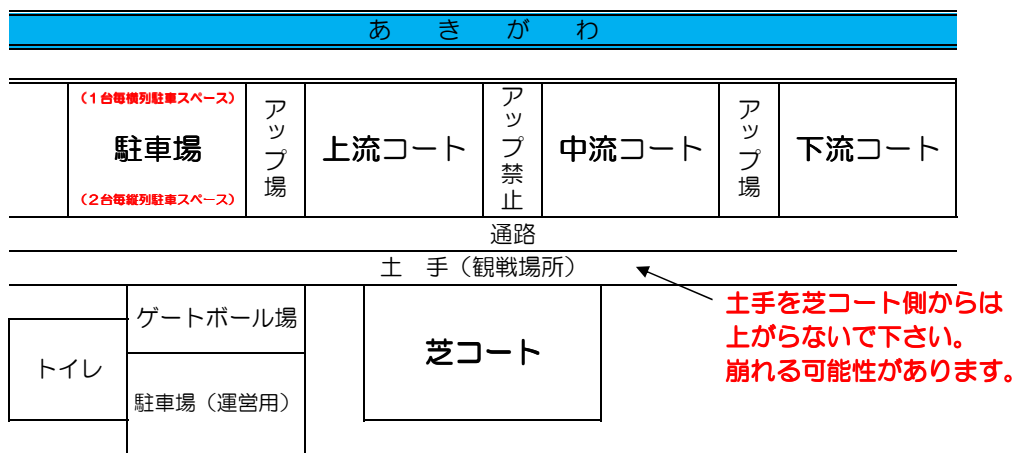 あきがわ
（１台毎横列駐車スペース）
駐車場
（２台毎縦列駐車スペース）
アップ場
上流コート
アップ禁止
中流コート
アップ場
下流コート
通路
土　手（観戦場所）
土手を芝コート側からは
上がらないで下さい。
崩れる可能性があります。
ゲートボール場
トイレ
駐車場（運営用）
芝コート